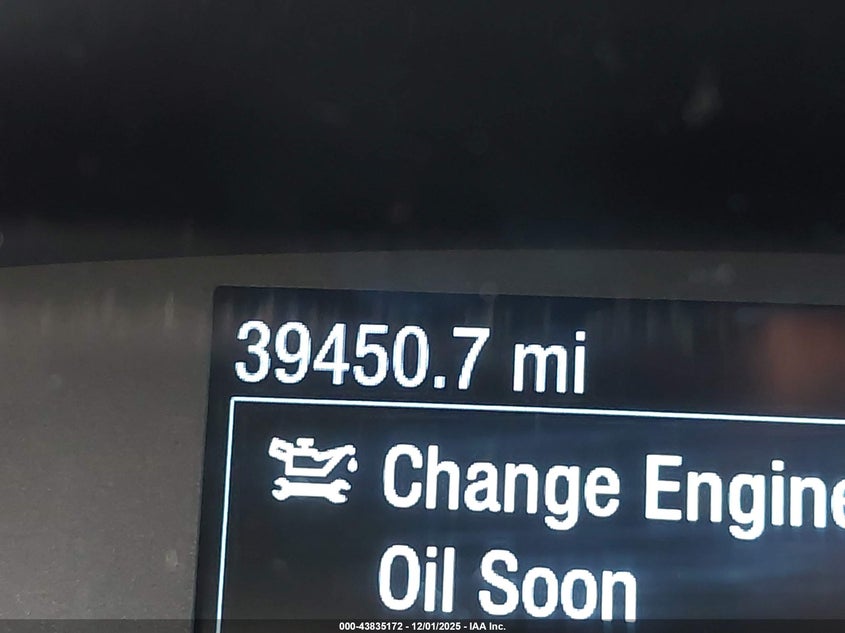 39450.7 mi
Change Engine
Oil Soon
000-43835172 - 12/01/2025 - IAA Inc.